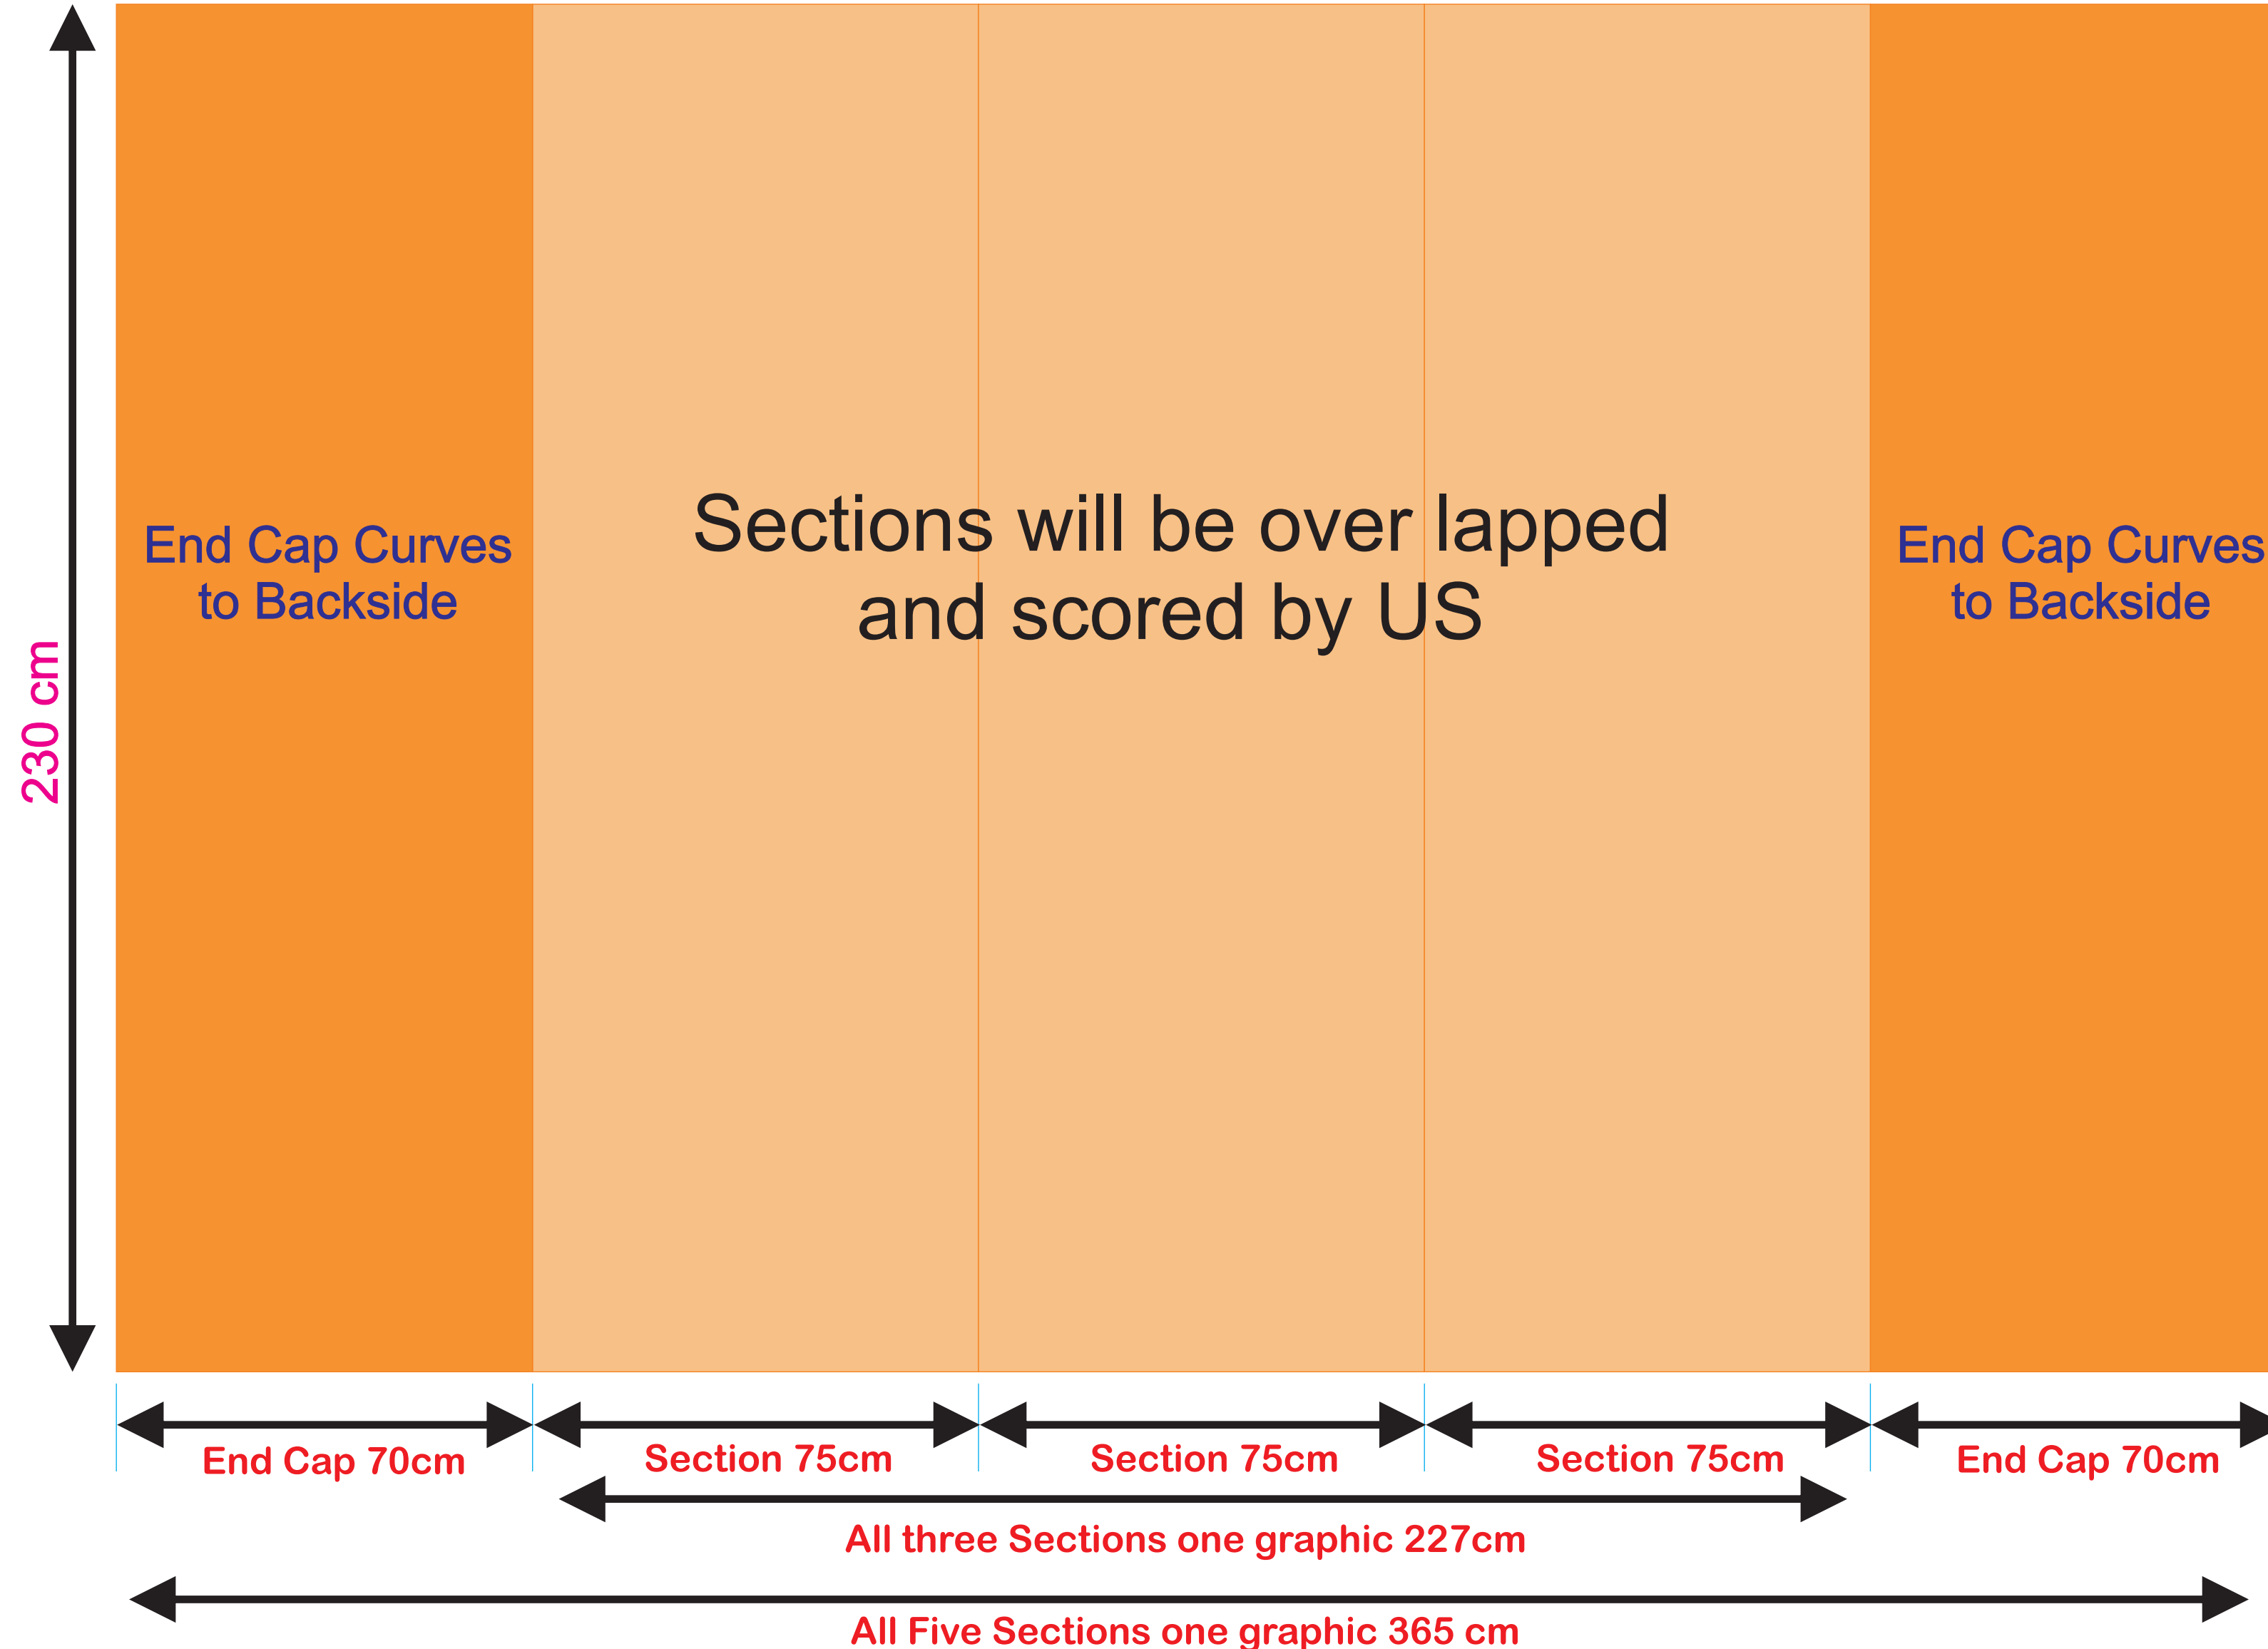 End Cap Curves
to Backside
Sections will be over lapped
and scored by US
End Cap Curves
to Backside
230 cm
End Cap 70cm
Section 75cm
Section 75cm
Section 75cm
End Cap 70cm
All three Sections one gaphic 227cm
All Five Sections one graphic 365 cm